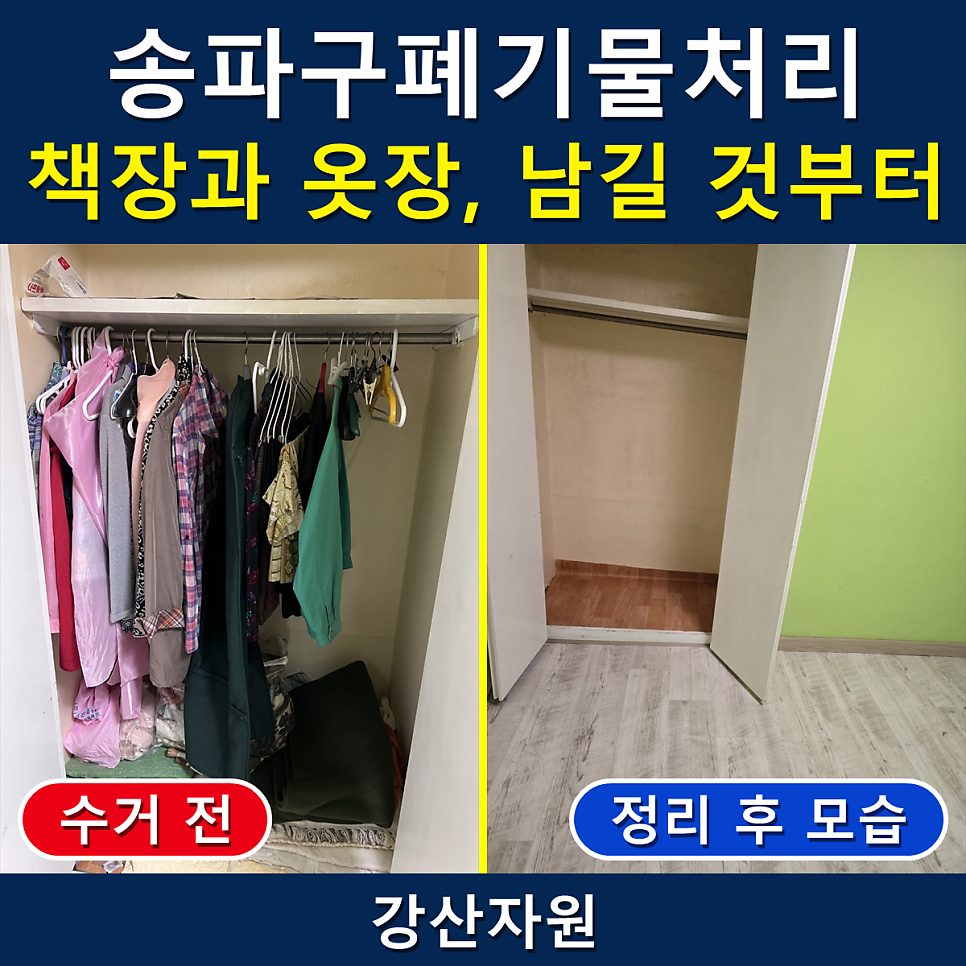 송파구폐기물처리
책장과 옷장, 남길 것부터
수거 전
정리 후 모습
강산자원